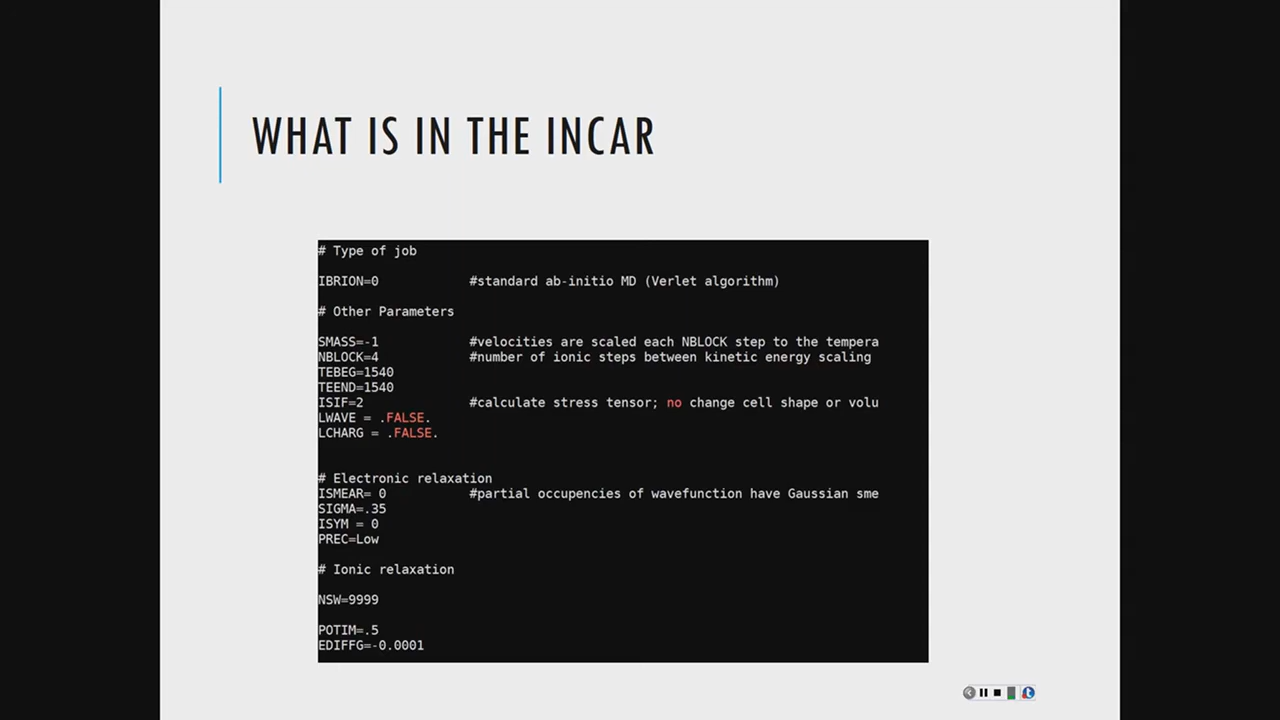 WHAT IS IN THE INCAR
# Type of job
IBRION=0 #standard ab-initio MD (Verlet algorithm)
# Other Parameters
SMASS=-1 #velocities are scaled each NBLOCK step to the tempera
NBLOCK=4 #number of ionic steps between kinetic energy scaling
TEBEG=1540
TEEND=1540
ISIF=2 #calculate stress tensor; no change cell shape or volu
LWAVE = .FALSE.
LCHARG = .FALSE.
# Electronic relaxation
ISMEAR= 0 #partial occupencies of wavefunction have Gaussian sme
SIGMA=.35
ISYM = 0
PREC=Low
# Ionic relaxation
NSW=9999
POTIM=.5
EDIFFG=-0.0001